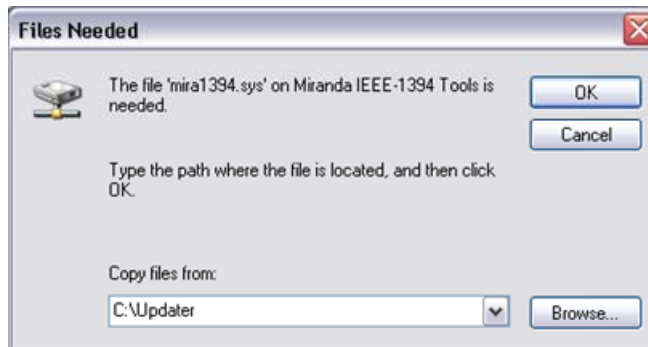 Files Needed
The file 'mira1394.sys' on Miranda IEEE-1394 Tools is
needed.
OK
Cancel
Type the path where the file is located, and then click
OK.
Copy files from:
C:\Updater
Browse...